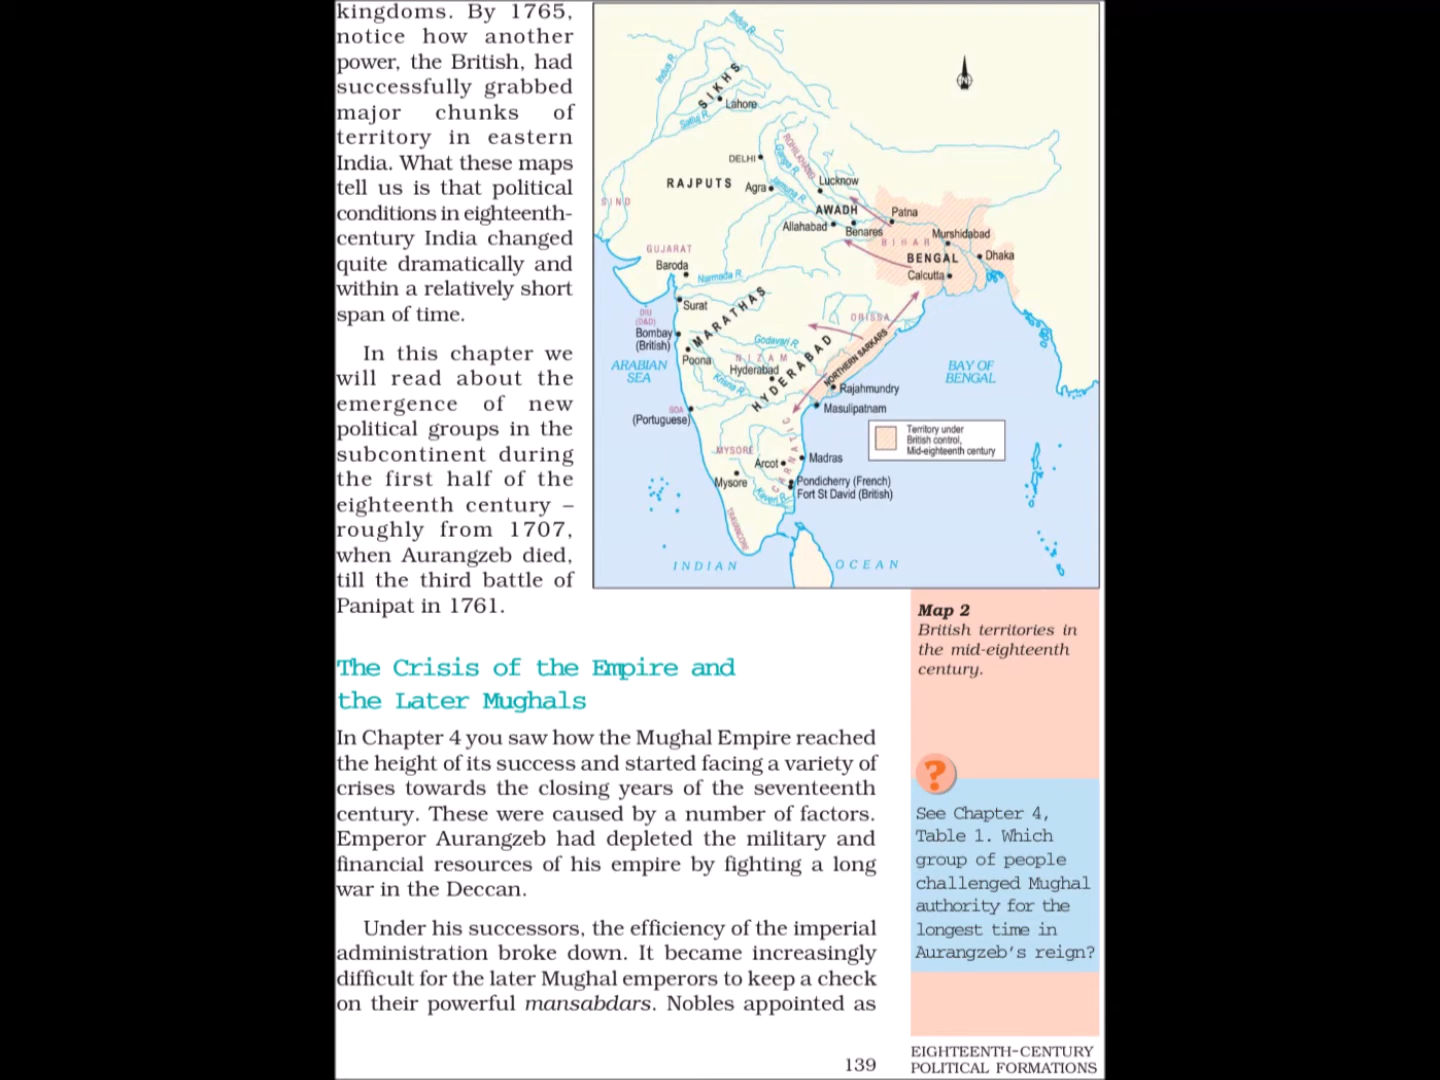 kingdoms. By 1765,
notice how another
power, the British, had
successfully grabbed
major chunks of
territory in eastern
India. What these maps
tell us is that political
conditions in eighteenth-
century India changed
quite dramatically and
within a relatively short
span of time.
In this chapter we
will read about the
emergence of new
political groups in the
subcontinent during
the first half of the
eighteenth century –
roughly from 1707,
when Aurangzeb died,
till the third battle of
Panipat in 1761.
Indus R.
Indus R.
SIKHS
Lahore
Satluj R.
DELHI
ROHILKHAND
Ganga R.
RAJPUTS
Agra
Jamuna R.
Lucknow
SIND
AWADH
Patna
Allahabad
Benares
BIHAR
Murshidabad
GUJARAT
BENGAL
Dhaka
Baroda
Narmada R.
Calcutta
Surat
DIU
(D&D)
MARATHAS
ORISSA
Bombay
(British)
Godavari R.
NORTHERN SARKARS
Poona
NIZAM
ARABIAN
SEA
Hyderabad
HYDERABAD
BAY OF
BENGAL
Krisna R.
Rajahmundry
GOA
(Portuguese)
Masulipatnam
CARNATIC
Territory under
British control,
Mid-eighteenth century
MYSORE
Arcot
Madras
Mysore
Pondicherry (French)
Kaveri R.
Fort St David (British)
TRAVANCORE
INDIAN OCEAN
N
Map 2
British territories in
the mid-eighteenth
century.
The Crisis of the Empire and
the Later Mughals
In Chapter 4 you saw how the Mughal Empire reached
the height of its success and started facing a variety of
crises towards the closing years of the seventeenth
century. These were caused by a number of factors.
Emperor Aurangzeb had depleted the military and
financial resources of his empire by fighting a long
war in the Deccan.
Under his successors, the efficiency of the imperial
administration broke down. It became increasingly
difficult for the later Mughal emperors to keep a check
on their powerful mansabdars. Nobles appointed as
?
See Chapter 4,
Table 1. Which
group of people
challenged Mughal
authority for the
longest time in
Aurangzeb's reign?
139
EIGHTEENTH-CENTURY
POLITICAL FORMATIONS